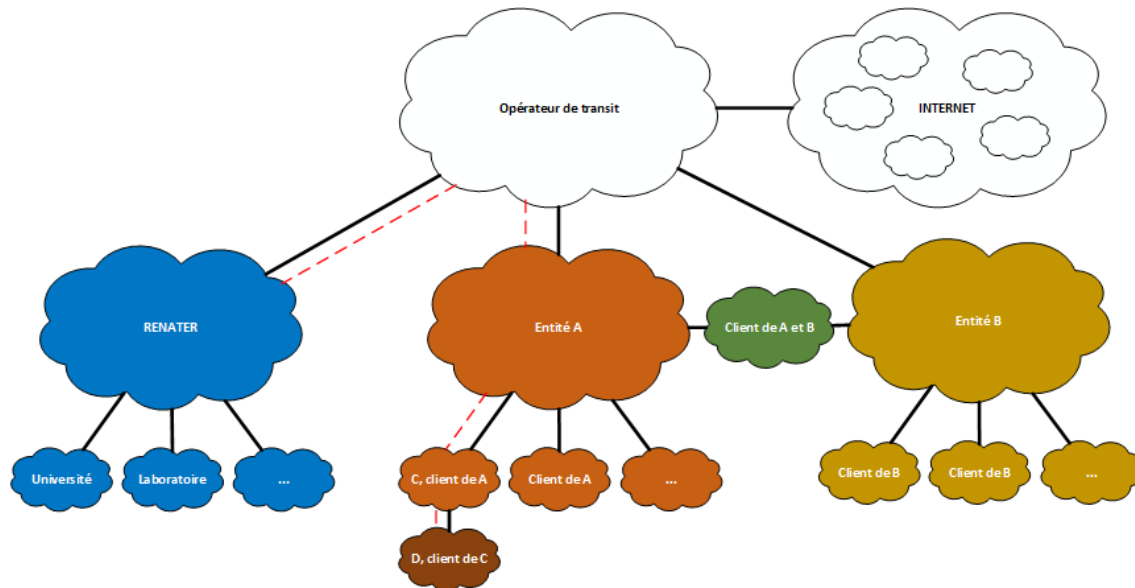 Opérateur de transit
INTERNET
RENATER
Entité A
Client de A et B
Entité B
Université
Laboratoire
...
C, client de A
Client de A
...
Client de B
Client de B
...
D, client de C